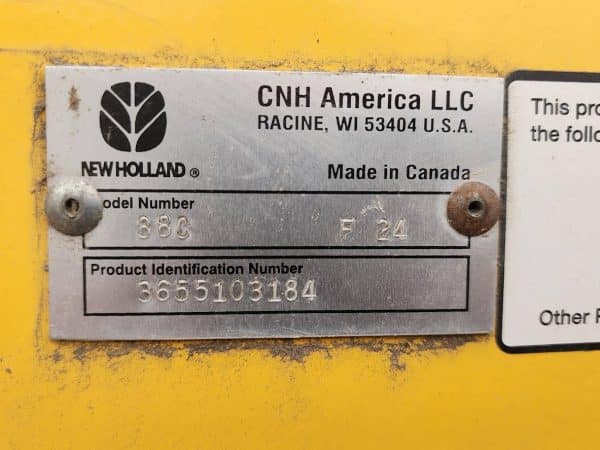 CNH America LLC
RACINE, WI 53404 U.S.A.
NEW HOLLAND ®
Made in Canada
odel Number
88C F 24
Product Identification Number
3655103184
This pro
the follo
Other